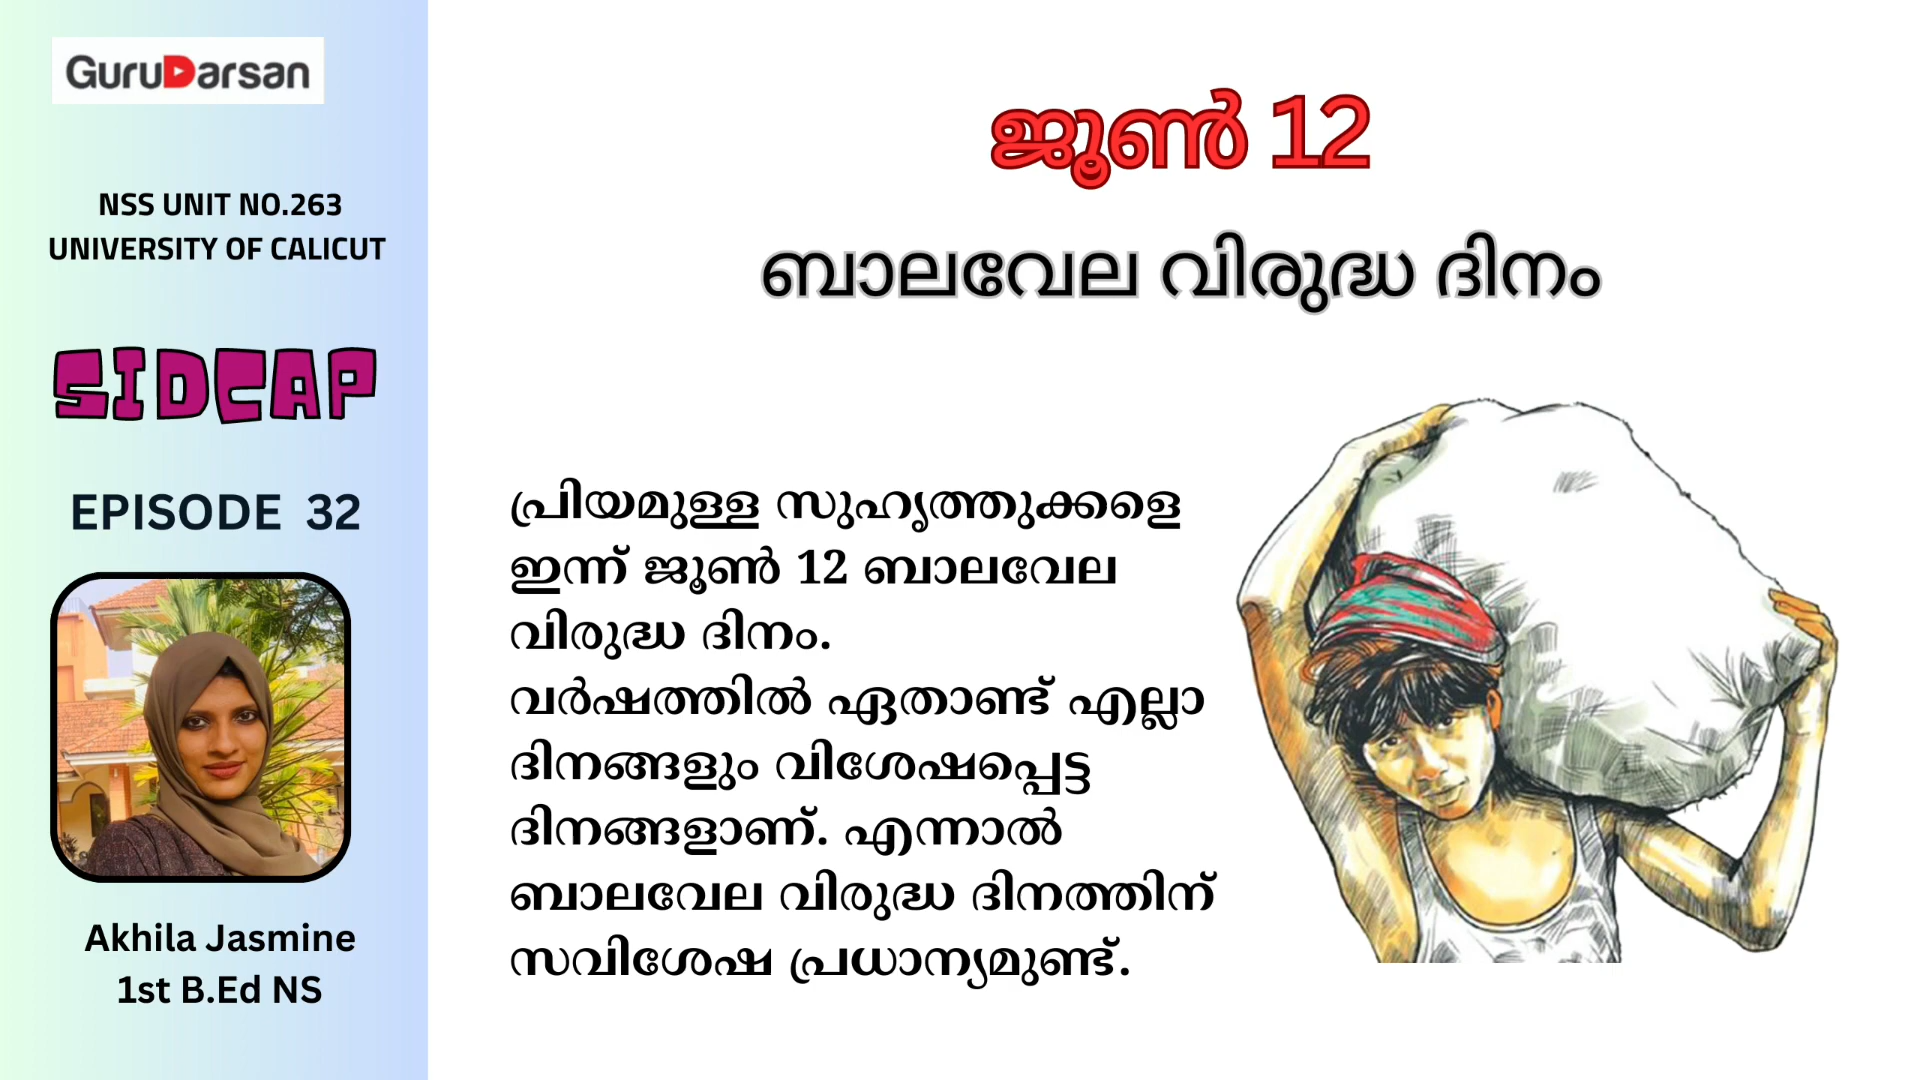 GuruDarsan
NSS UNIT NO.263
UNIVERSITY OF CALICUT
SIDCAP
EPISODE 32
Akhila Jasmine
1st B.Ed NS
ജൂൺ 12
ബാലവേല വിരുദ്ധ ദിനം
പ്രിയമുള്ള സുഹൃത്തുക്കളെ
ഇന്ന് ജൂൺ 12 ബാലവേല
വിരുദ്ധ ദിനം.
വർഷത്തിൽ ഏതാണ്ട് എല്ലാ
ദിനങ്ങളും വിശേഷപ്പെട്ട
ദിനങ്ങളാണ്. എന്നാൽ
ബാലവേല വിരുദ്ധ ദിനത്തിന്
സവിശേഷ പ്രധാന്യമുണ്ട്.